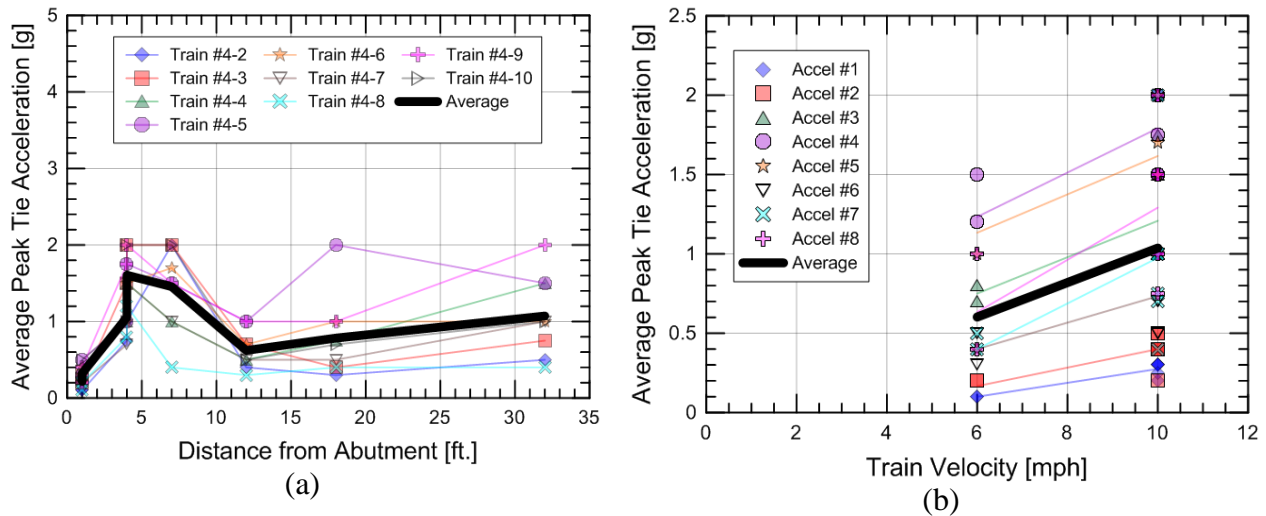 Average Peak Tie Acceleration [g]
5
4
3
2
1
0
Train #4-2
Train #4-3
Train #4-4
Train #4-5
Train #4-6
Train #4-7
Train #4-8
Train #4-9
Train #4-10
Average
0 5 10 15 20 25 30 35
Distance from Abutment [ft.]
(a)
Average Peak Tie Acceleration [g]
2.5
2
1.5
1
0.5
0
Accel #1
Accel #2
Accel #3
Accel #4
Accel #5
Accel #6
Accel #7
Accel #8
Average
0 2 4 6 8 10 12
Train Velocity [mph]
(b)